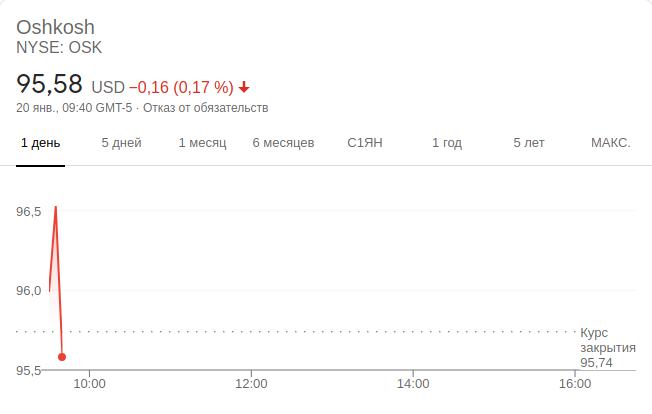 Oshkosh
NYSE: OSK
95,58 USD −0,16 (0,17 %)
20 янв., 09:40 GMT-5 · Отказ от обязательств
1 день 5 дней 1 месяц 6 месяцев С1ЯН 1 год 5 лет МАКС.
96,5
96,0
95,5
Курс
закрытия
95,74
10:00 12:00 14:00 16:00